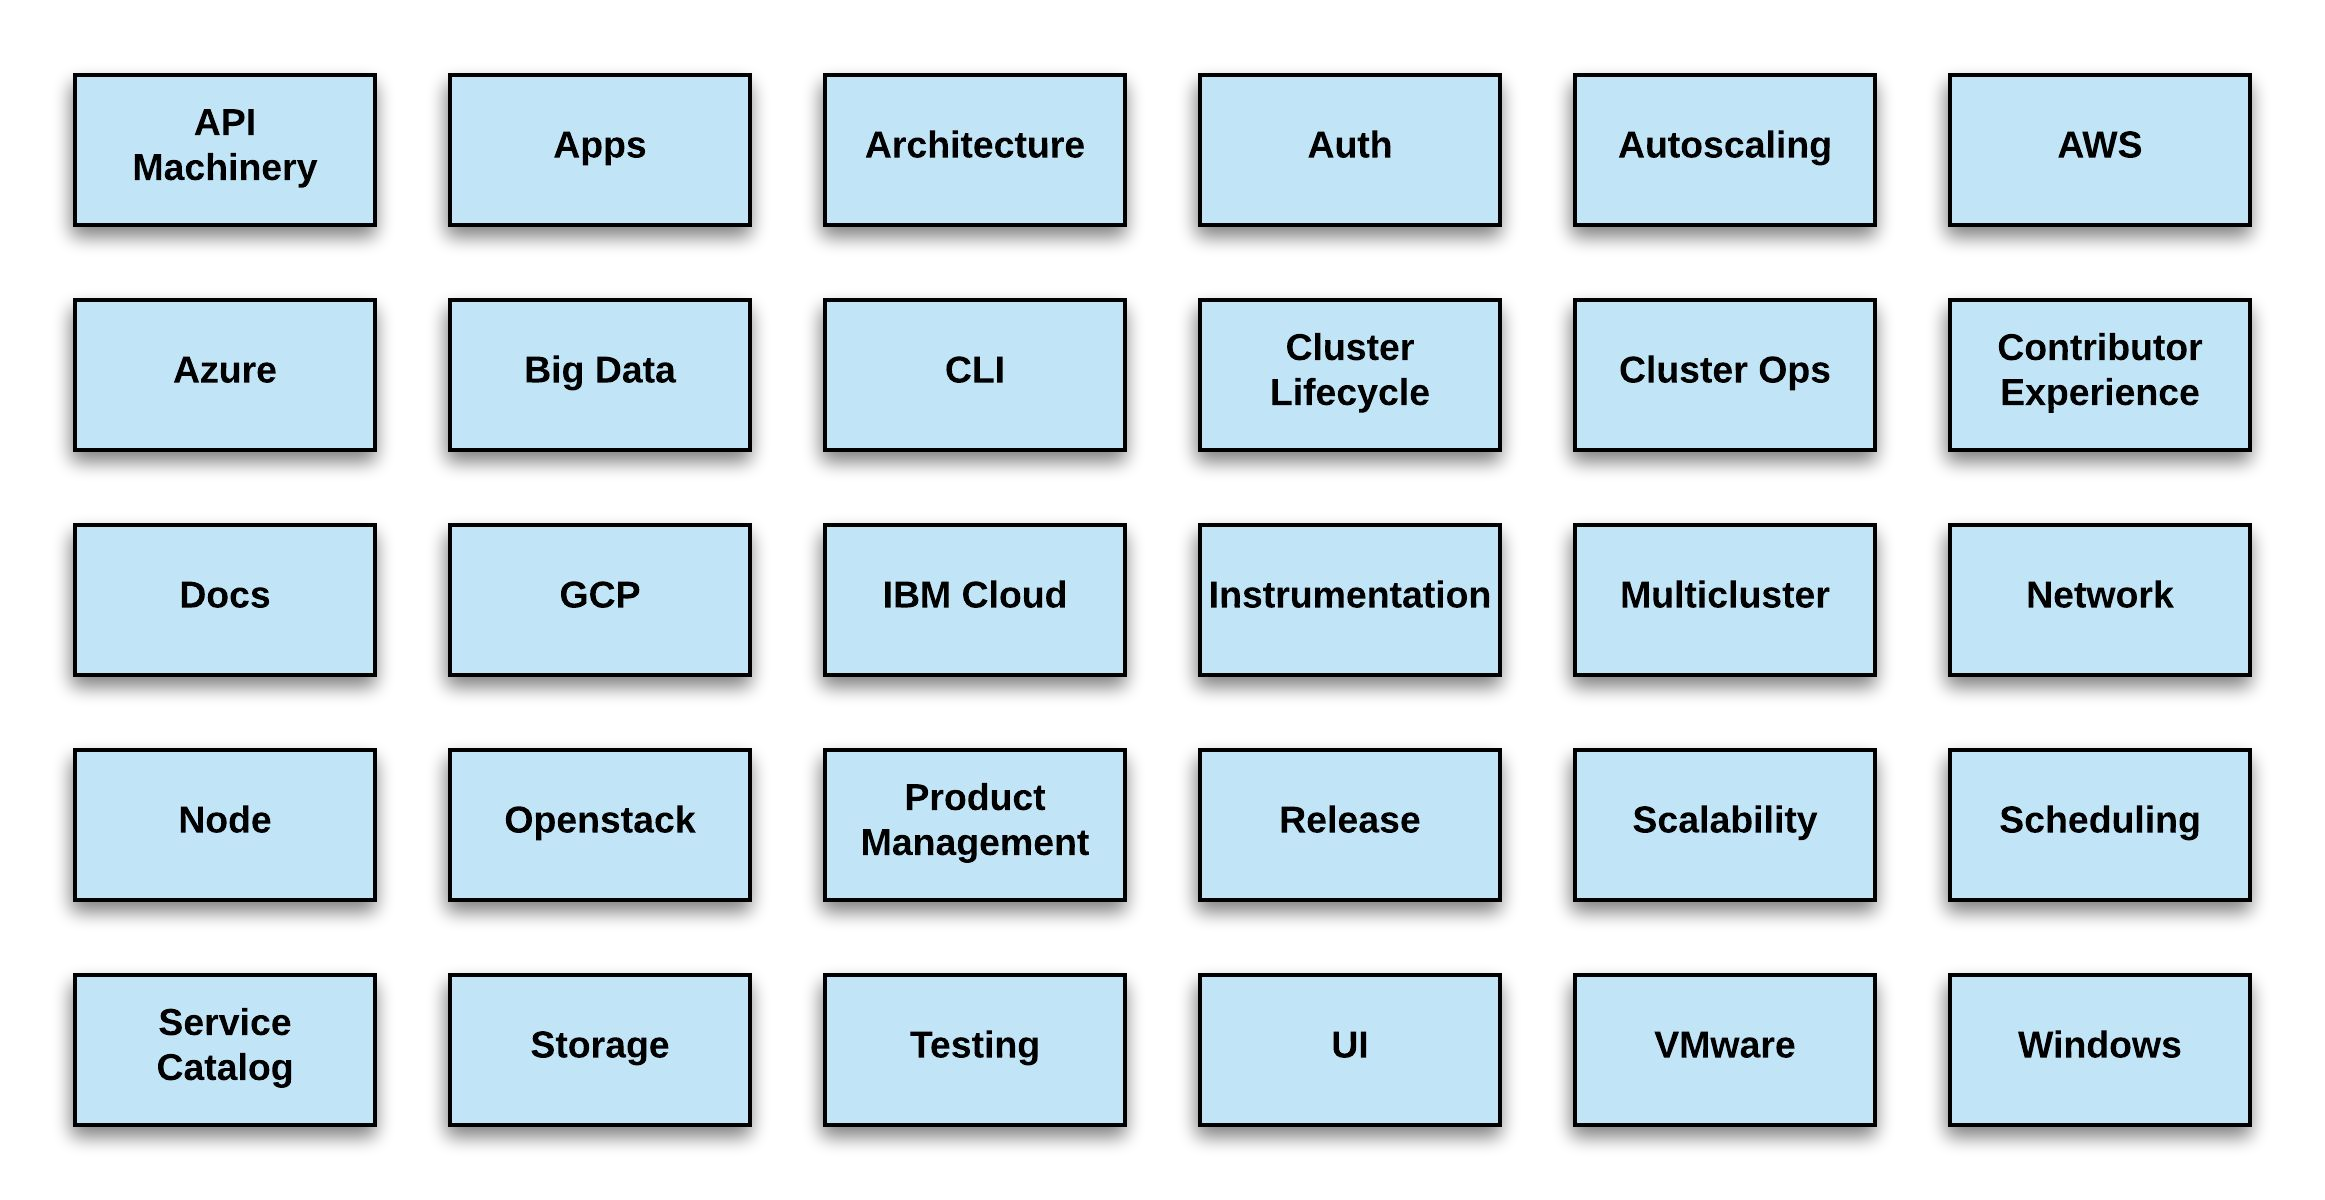 API
Machinery
Apps
Architecture
Auth
Autoscaling
AWS
Azure
Big Data
CLI
Cluster
Lifecycle
Cluster Ops
Contributor
Experience
Docs
GCP
IBM Cloud
Instrumentation
Multicluster
Network
Node
Openstack
Product
Management
Release
Scalability
Scheduling
Service
Catalog
Storage
Testing
UI
VMware
Windows